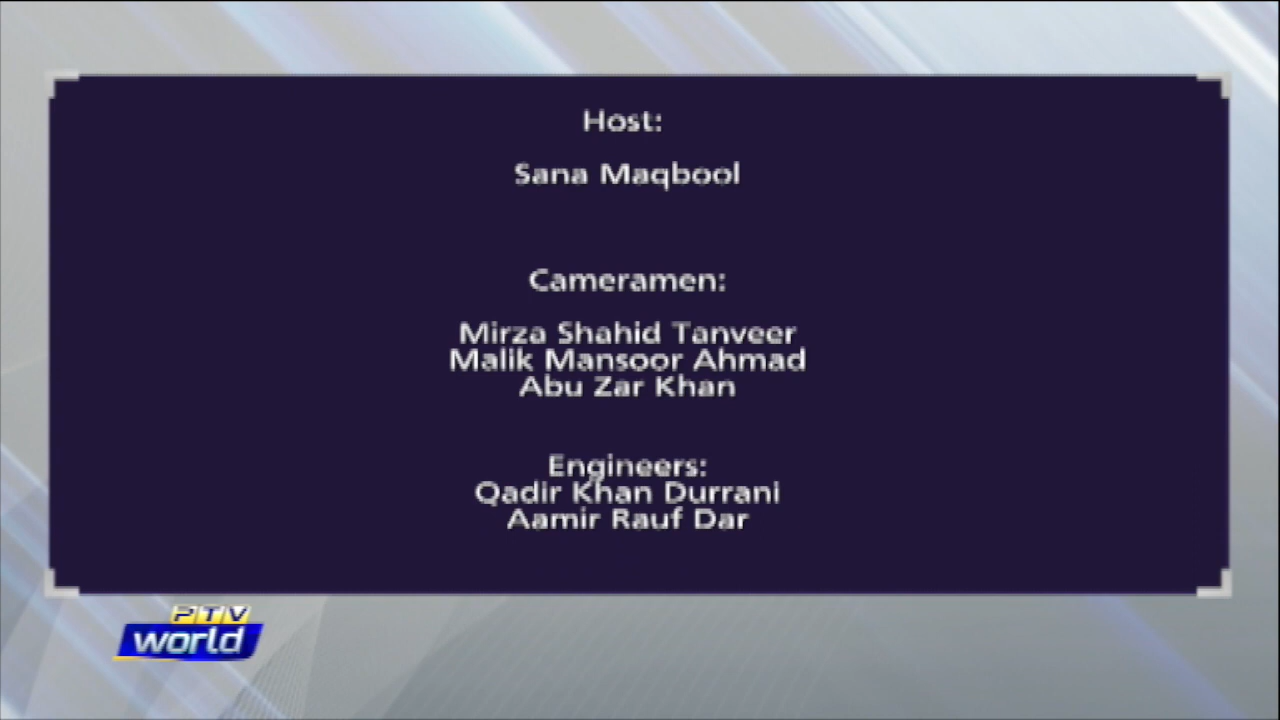 Host:
Sana Maqbool
Cameramen:
Mirza Shahid Tanveer
Malik Mansoor Ahmad
Abu Zar Khan
Engineers:
Qadir Khan Durrani
Aamir Rauf Dar
PTV
world